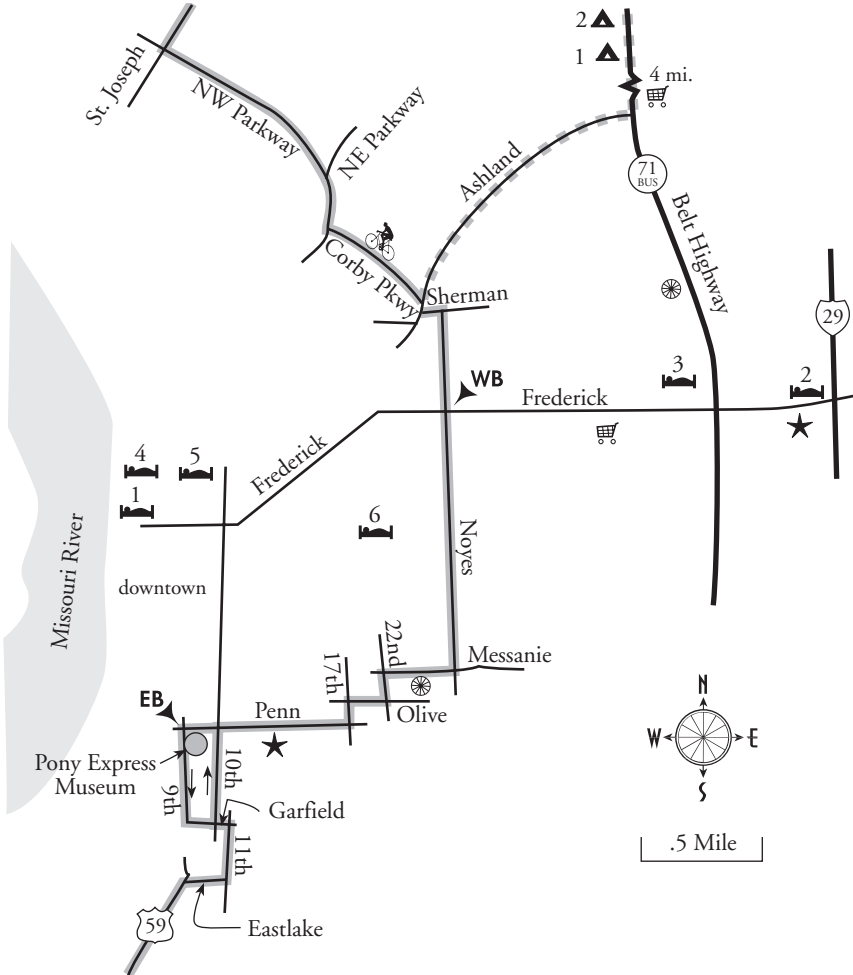 2
1
4 mi.
St. Joseph
NW Parkway
NE Parkway
Ashland
71
BUS
Belt Highway
Corby Pkwy
Sherman
29
3
2
WB
Frederick
Frederick
4
5
1
6
Noyes
Missouri River
downtown
22nd
17th
Messanie
EB
Penn
Olive
N
W
E
S
Pony Express
Museum
9th
10th
Garfield
11th
.5 Mile
59
Eastlake